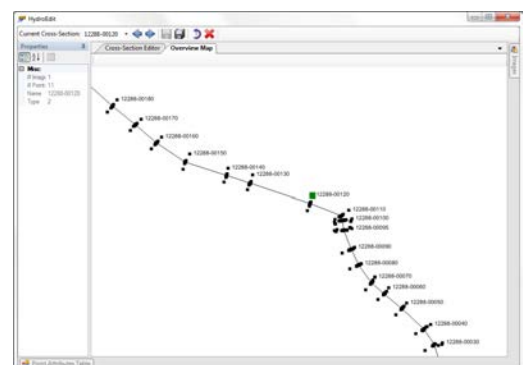 HydroEdit
Current Cross-Section: 12288-00120
Properties
Cross-Section Editor
Overview Map
Images
Misc
# Imag 1
# Point 11
Name 12288-00120
Type 2
12288-00180
12288-00170
12288-00160
12288-00150
12288-00140
12288-00130
12288-00120
12288-00110
12288-00100
12288-00095
12288-00090
12288-00080
12288-00070
12288-00060
12288-00050
12288-00040
12288-00030
Point Attributes Table